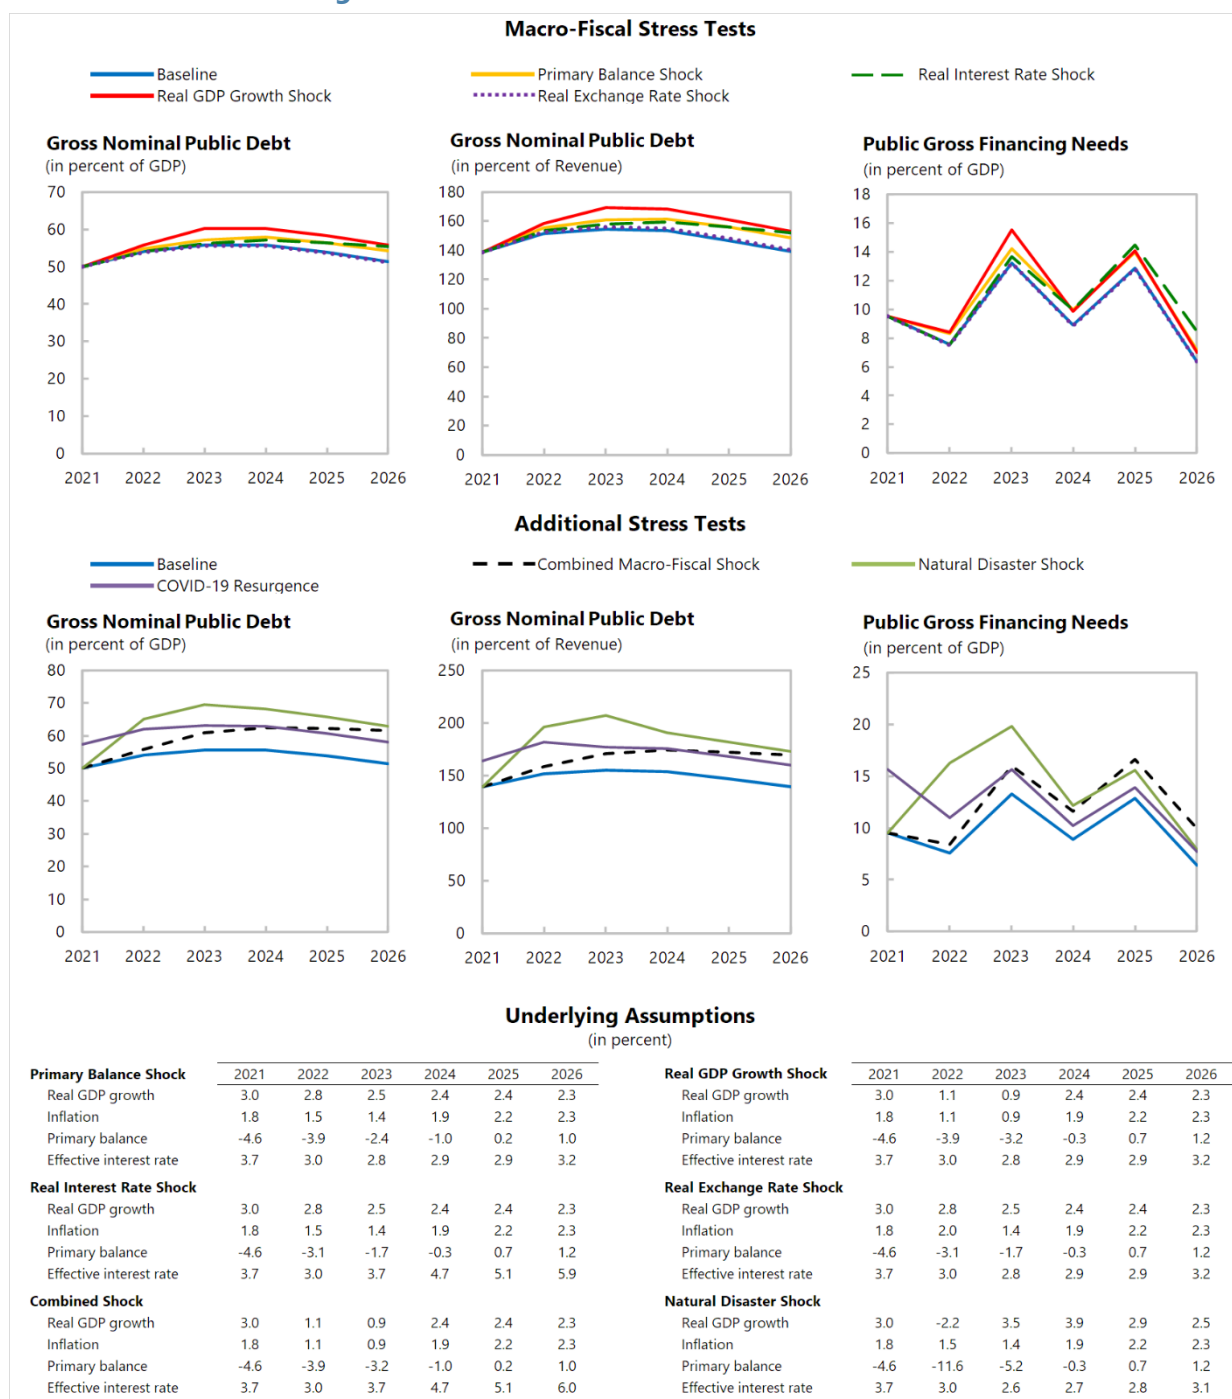 Macro-Fiscal Stress Tests
Baseline Primary Balance Shock Real Interest Rate Shock
Real GDP Growth Shock Real Exchange Rate Shock
Gross Nominal Public Debt
(in percent of GDP)
70
60
50
40
30
20
10
0
2021 2022 2023 2024 2025 2026
Gross Nominal Public Debt
(in percent of Revenue)
180
160
140
120
100
80
60
40
20
0
2021 2022 2023 2024 2025 2026
Public Gross Financing Needs
(in percent of GDP)
18
16
14
12
10
8
6
4
2
0
2021 2022 2023 2024 2025 2026
Additional Stress Tests
Baseline Combined Macro-Fiscal Shock Natural Disaster Shock
COVID-19 Resurgence
Gross Nominal Public Debt
(in percent of GDP)
80
70
60
50
40
30
20
10
0
2021 2022 2023 2024 2025 2026
Gross Nominal Public Debt
(in percent of Revenue)
250
200
150
100
50
0
2021 2022 2023 2024 2025 2026
Public Gross Financing Needs
(in percent of GDP)
25
20
15
10
5
0
2021 2022 2023 2024 2025 2026
Underlying Assumptions
(in percent)
Primary Balance Shock 2021 2022 2023 2024 2025 2026
Real GDP growth 3.0 2.8 2.5 2.4 2.4 2.3
Inflation 1.8 1.5 1.4 1.9 2.2 2.3
Primary balance -4.6 -3.9 -2.4 -1.0 0.2 1.0
Effective interest rate 3.7 3.0 2.8 2.9 2.9 3.2
Real Interest Rate Shock
Real GDP growth 3.0 2.8 2.5 2.4 2.4 2.3
Inflation 1.8 1.5 1.4 1.9 2.2 2.3
Primary balance -4.6 -3.1 -1.7 -0.3 0.7 1.2
Effective interest rate 3.7 3.0 3.7 4.7 5.1 5.9
Combined Shock
Real GDP growth 3.0 1.1 0.9 2.4 2.4 2.3
Inflation 1.8 1.1 0.9 1.9 2.2 2.3
Primary balance -4.6 -3.9 -3.2 -1.0 0.2 1.0
Effective interest rate 3.7 3.0 3.7 4.7 5.1 6.0
Real GDP Growth Shock 2021 2022 2023 2024 2025 2026
Real GDP growth 3.0 1.1 0.9 2.4 2.4 2.3
Inflation 1.8 1.1 0.9 1.9 2.2 2.3
Primary balance -4.6 -3.9 -3.2 -0.3 0.7 1.2
Effective interest rate 3.7 3.0 2.8 2.9 2.9 3.2
Real Exchange Rate Shock
Real GDP growth 3.0 2.8 2.5 2.4 2.4 2.3
Inflation 1.8 2.0 1.4 1.9 2.2 2.3
Primary balance -4.6 -3.1 -1.7 -0.3 0.7 1.2
Effective interest rate 3.7 3.0 2.8 2.9 2.9 3.2
Natural Disaster Shock
Real GDP growth 3.0 -2.2 3.5 3.9 2.9 2.5
Inflation 1.8 1.5 1.4 1.9 2.2 2.3
Primary balance -4.6 -11.6 -5.2 -0.3 0.7 1.2
Effective interest rate 3.7 3.0 2.6 2.7 2.8 3.1